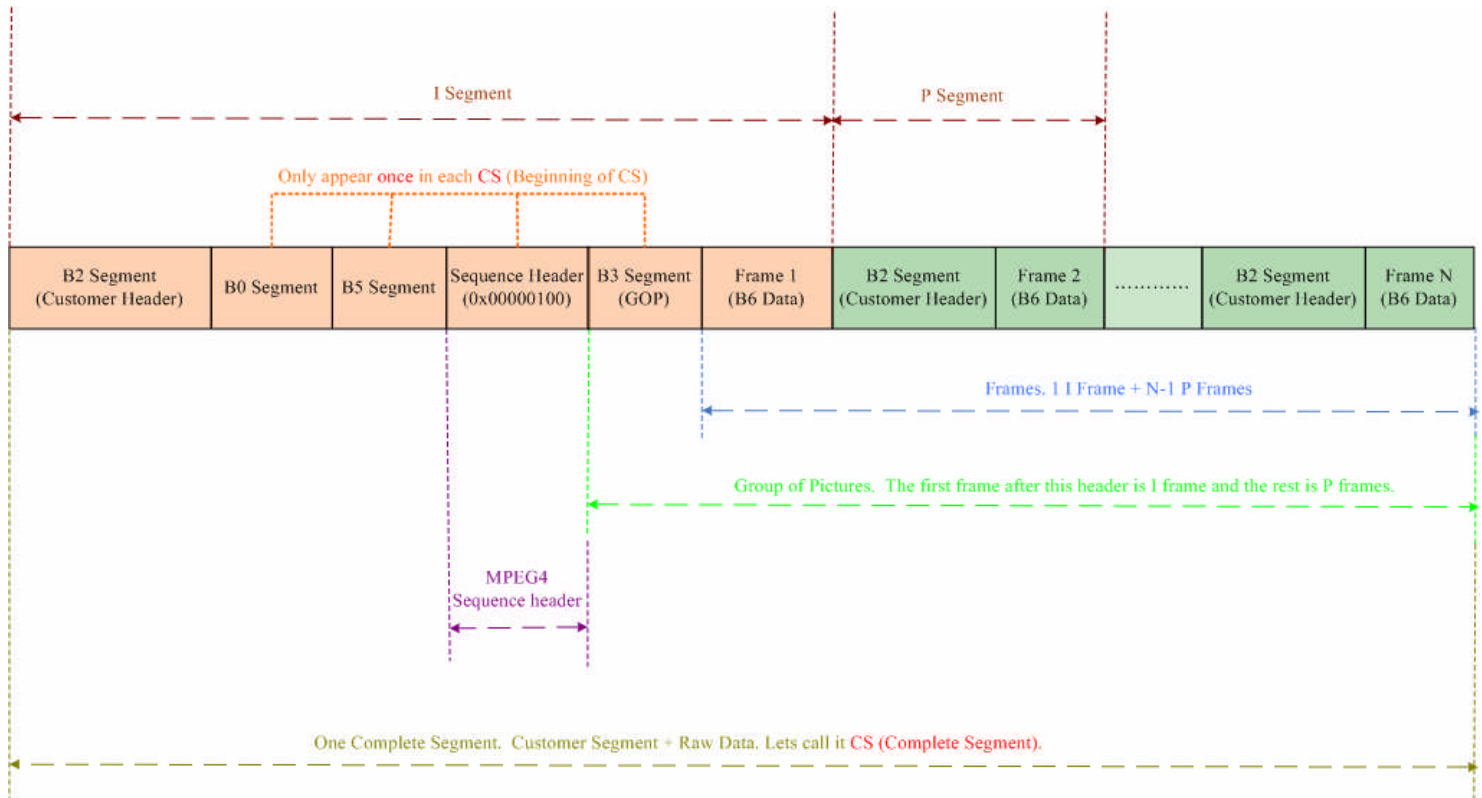 I Segment
P Segment
Only appear once in each CS (Beginning of CS)
B2 Segment
(Customer Header)
B0 Segment
B5 Segment
Sequence Header
(0x00000100)
B3 Segment
(GOP)
Frame 1
(B6 Data)
B2 Segment
(Customer Header)
Frame 2
(B6 Data)
............
B2 Segment
(Customer Header)
Frame N
(B6 Data)
Frames. 1 I Frame + N-1 P Frames
Group of Pictures. The first frame after this header is I frame and the rest is P frames.
MPEG4
Sequence header
One Complete Segment. Customer Segment + Raw Data. Lets call it CS (Complete Segment).